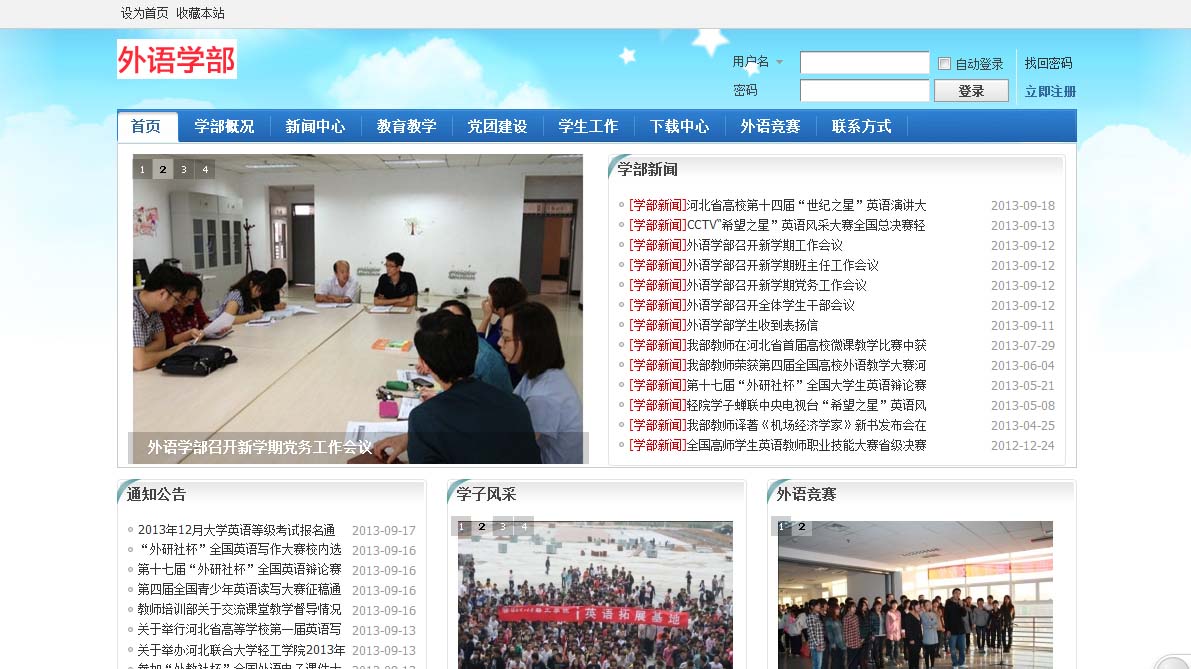 设为首页 收藏本站
外语学部
用户名
自动登录
找回密码
密码
登录
立即注册
首页 学部概况 新闻中心 教育教学 党团建设 学生工作 下载中心 外语竞赛 联系方式
1 2 3 4
外语学部召开新学期党务工作会议
学部新闻
[学部新闻]河北省高校第十四届“世纪之星”英语演讲大 2013-09-18
[学部新闻]CCTV“希望之星”英语风采大赛全国总决赛轻 2013-09-13
[学部新闻]外语学部召开新学期工作会议 2013-09-12
[学部新闻]外语学部召开新学期班主任工作会议 2013-09-12
[学部新闻]外语学部召开新学期党务工作会议 2013-09-12
[学部新闻]外语学部召开全体学生干部会议 2013-09-12
[学部新闻]外语学部学生收到表扬信 2013-09-11
[学部新闻]我部教师在河北省首届高校微课教学比赛中获 2013-07-29
[学部新闻]我部教师荣获第四届全国高校外语教学大赛河 2013-06-04
[学部新闻]第十七届“外研社杯”全国大学生英语辩论赛 2013-05-21
[学部新闻]轻院学子蝉联中央电视台“希望之星”英语风 2013-05-08
[学部新闻]我部教师译著《机场经济学家》新书发布会在 2013-04-25
[学部新闻]全国高师学生英语教师职业技能大赛省级决赛 2012-12-24
通知公告
2013年12月大学英语等级考试报名通 2013-09-17
“外研社杯”全国英语写作大赛校内选 2013-09-16
第十七届“外研社杯”全国英语辩论赛 2013-09-16
第四届全国青少年英语读写大赛征稿通 2013-09-16
教师培训部关于交流课堂教学督导情况 2013-09-16
关于举行河北省高等学校第一届英语写 2013-09-13
关于举办河北联合大学轻工学院2013年 2013-09-13
参加“外教社杯”全国外语电子课件大 2013-09-13
学子风采
1 2 3 4
英语拓展基地
外语竞赛
1 2